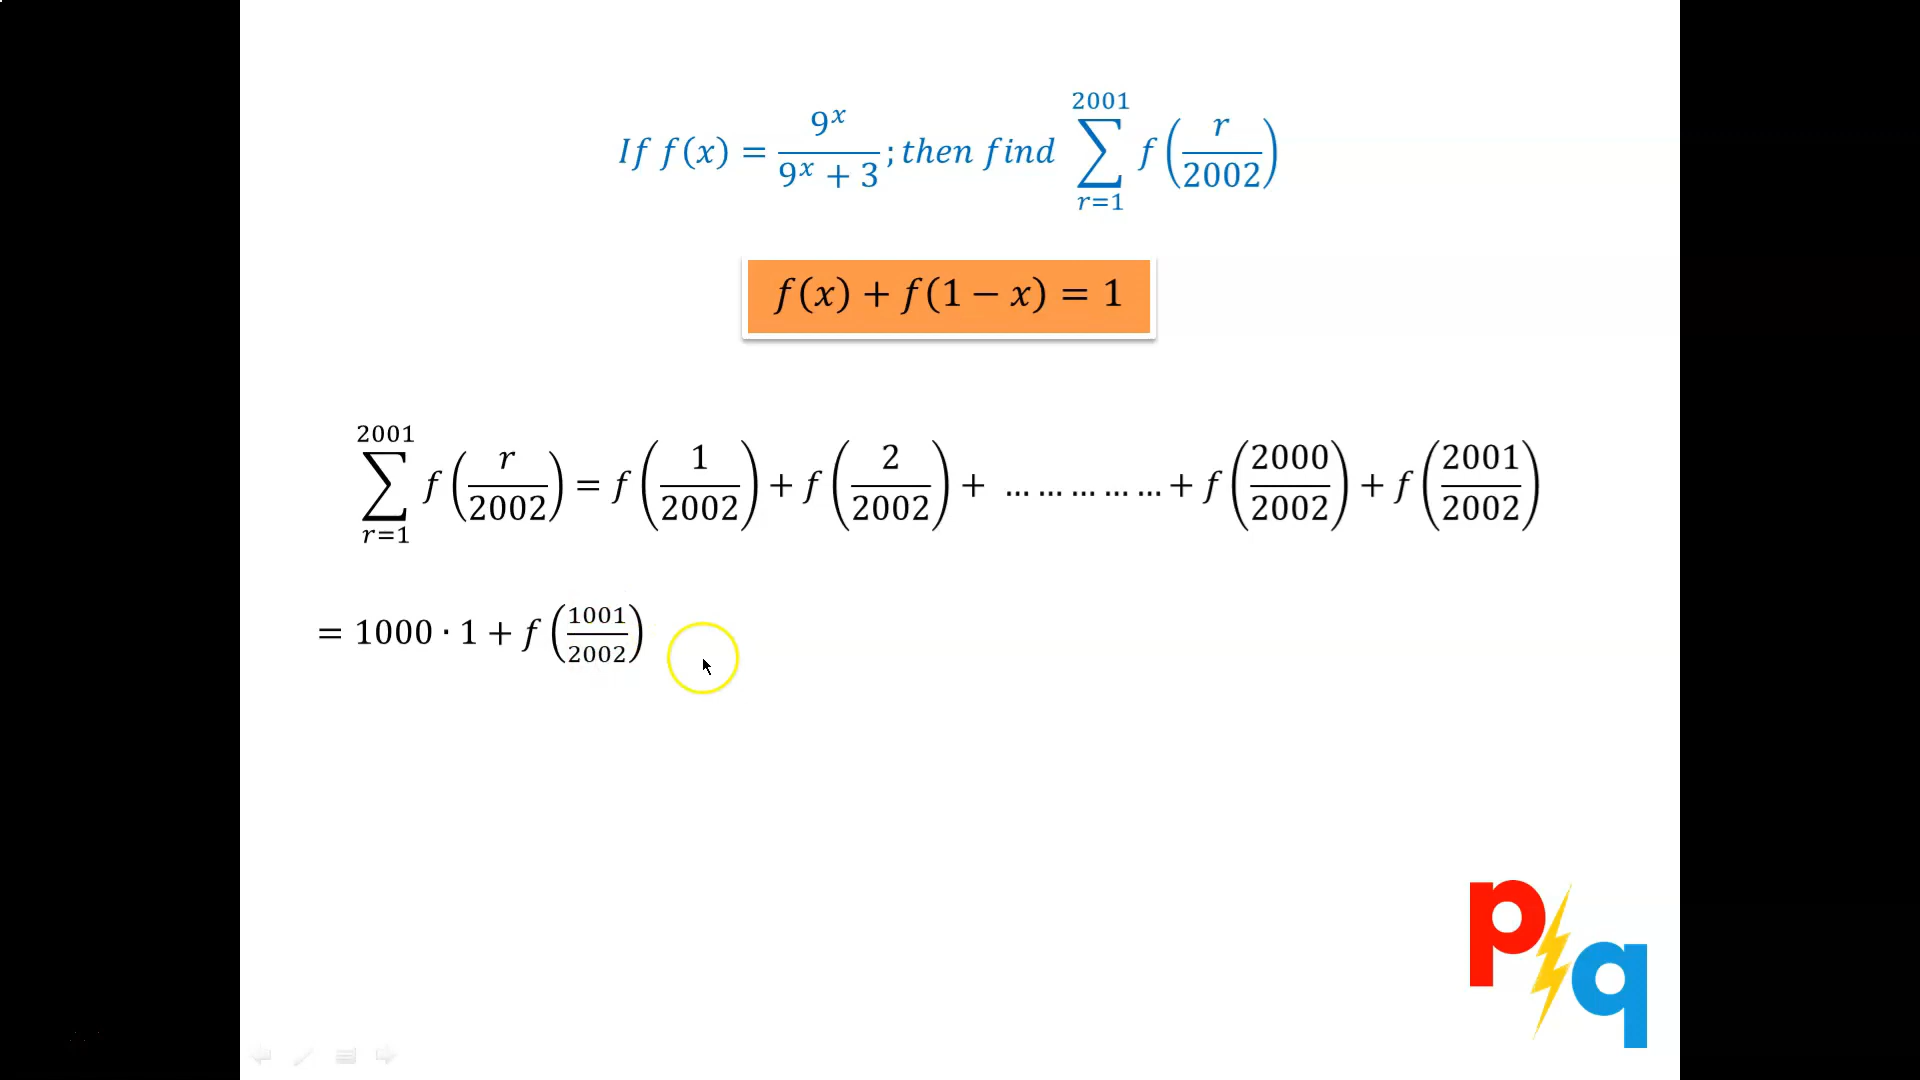 If f(x) = 9^x / (9^x + 3) ; then find ∑_{r=1}^{2001} f(r/2002)
f(x) + f(1 − x) = 1
∑_{r=1}^{2001} f(r/2002) = f(1/2002) + f(2/2002) + … … … … … + f(2000/2002) + f(2001/2002)
= 1000 · 1 + f(1001/2002)
p q